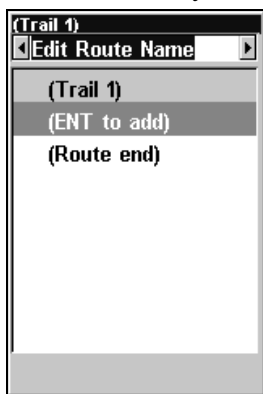 (Trail 1)
Edit Route Name
(Trail 1)
(ENT to add)
(Route end)